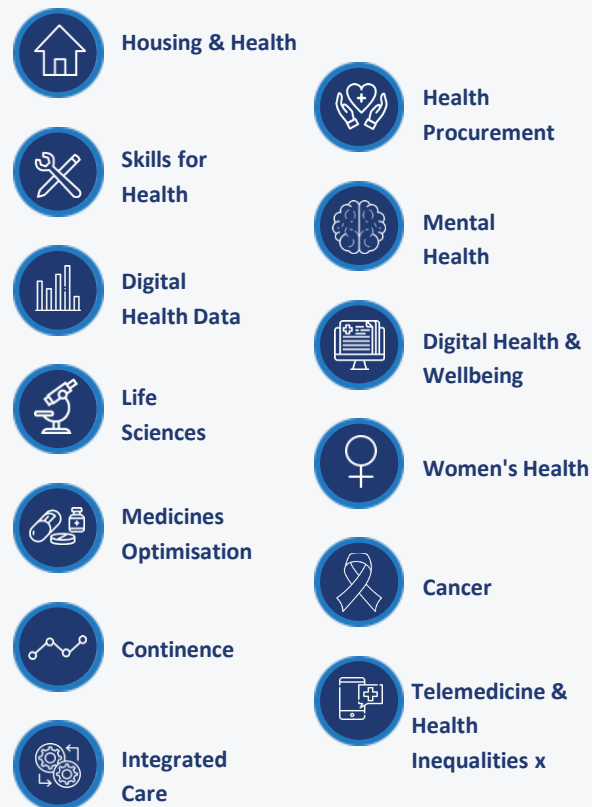 Housing & Health
Skills for
Health
Digital
Health Data
Life
Sciences
Medicines
Optimisation
Continence
Integrated
Care
Health
Procurement
Mental
Health
Digital Health &
Wellbeing
Women's Health
Cancer
Telemedicine &
Health
Inequalities x